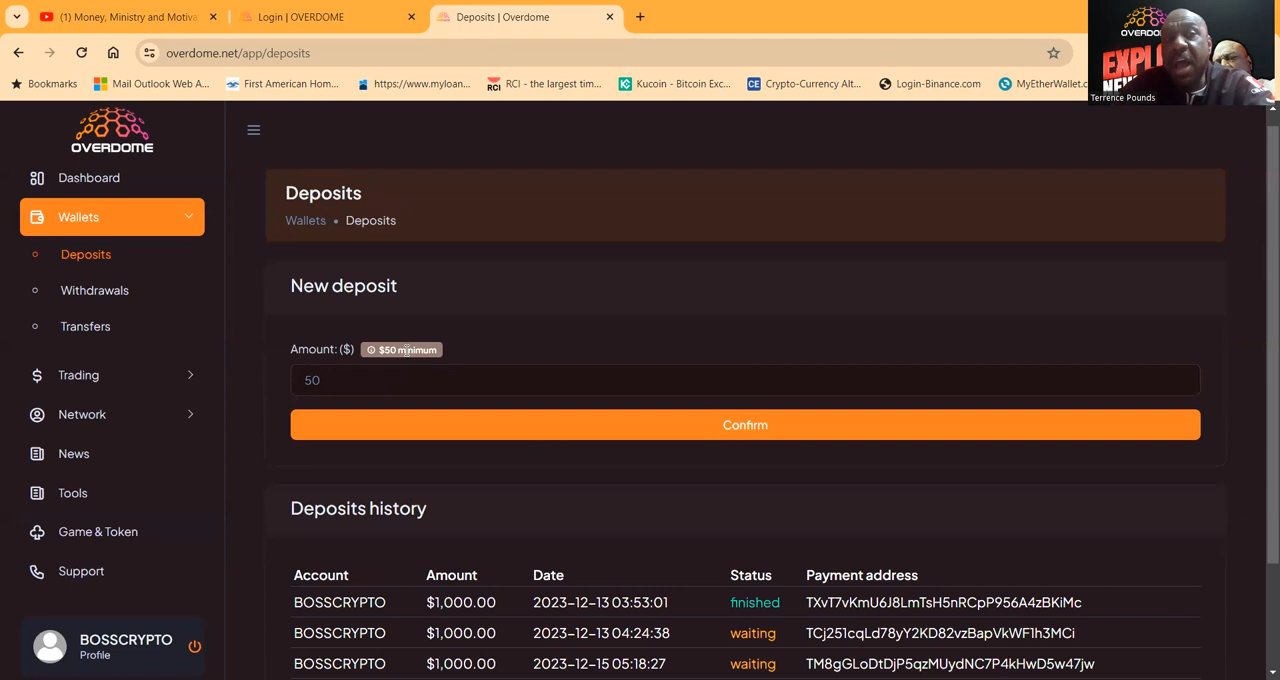 (1) Money, Ministry and Motiva
Login | OVERDOME
Deposits | Overdome
overdome.net/app/deposits
Bookmarks
Mail Outlook Web A...
First American Hom...
https://www.myloan...
RCI - the largest tim...
Kucoin - Bitcoin Exc...
Crypto-Currency Alt...
Login-Binance.com
MyEtherWallet.c
Terrence Pounds
OVERDOME
Dashboard
Wallets
Deposits
Withdrawals
Transfers
Trading
Network
News
Tools
Game & Token
Support
BOSSCRYPTO
Profile
Deposits
Wallets • Deposits
New deposit
Amount: ($) $50 minimum
50
Confirm
Deposits history
Account Amount Date Status Payment address
BOSSCRYPTO $1,000.00 2023-12-13 03:53:01 finished TXvT7vKmU6J8LmTsH5nRCpP956A4zBKiMc
BOSSCRYPTO $1,000.00 2023-12-13 04:24:38 waiting TCj251cqLd78yY2KD82vzBapVkWF1h3MCi
BOSSCRYPTO $1,000.00 2023-12-15 05:18:27 waiting TM8gGLoDtDjP5qzMUydNC7P4kHwD5w47jw